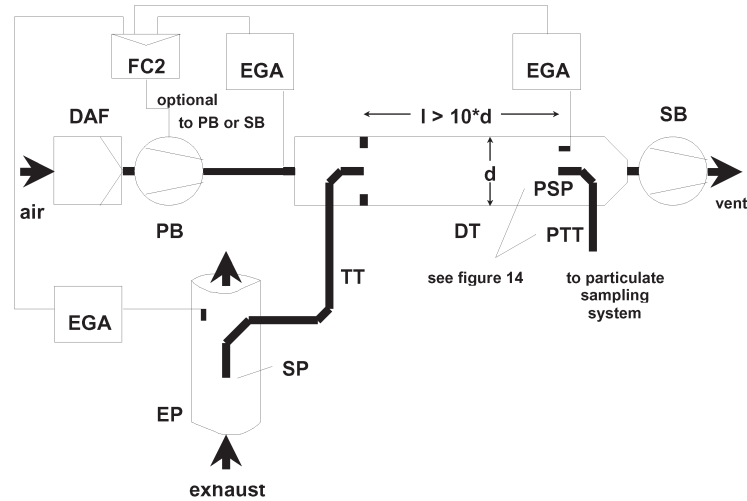 FC2
EGA
EGA
optional
to PB or SB
DAF
l > 10*d
SB
d
air
PB
PSP
vent
DT
PTT
TT
see figure 14
to particulate
sampling
system
EGA
SP
EP
exhaust